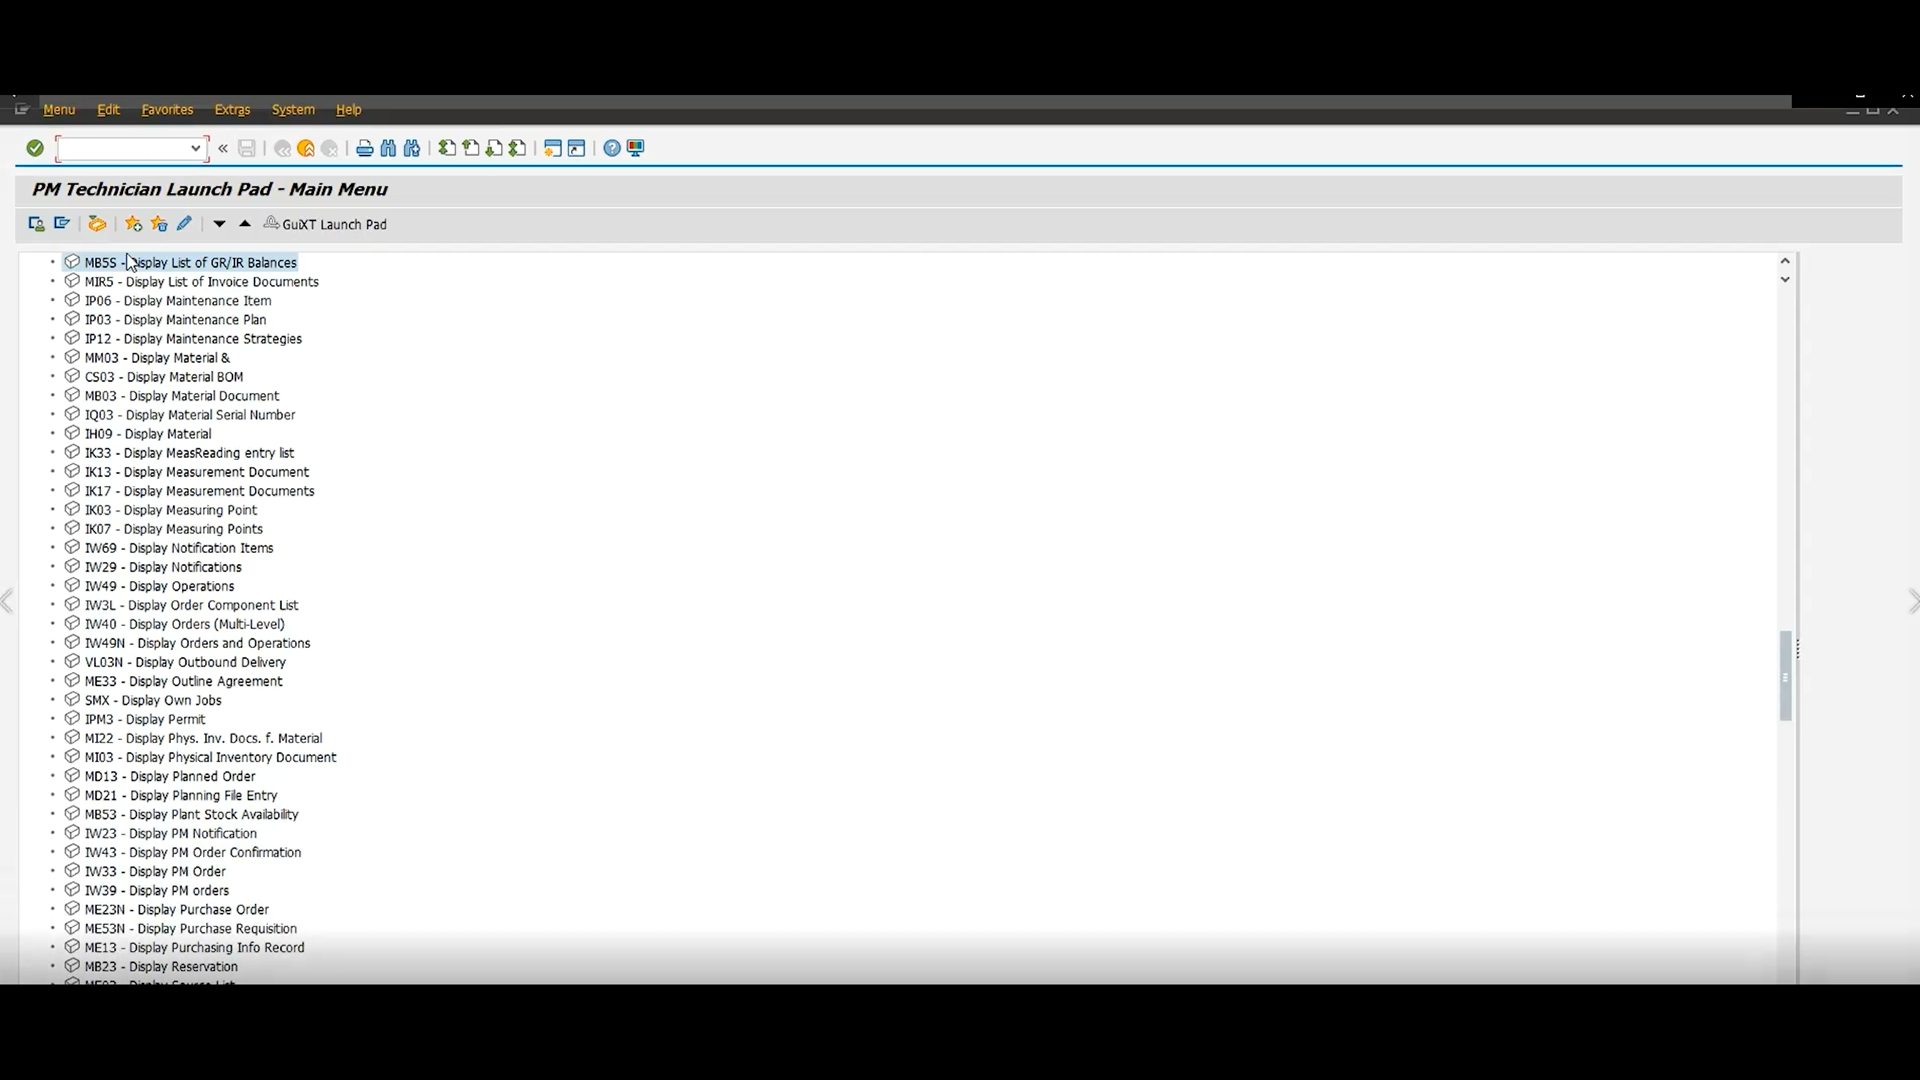 Menu Edit Favorites Extras System Help
PM Technician Launch Pad - Main Menu
GuiXT Launch Pad
MB5S - Display List of GR/IR Balances
MIR5 - Display List of Invoice Documents
IP06 - Display Maintenance Item
IP03 - Display Maintenance Plan
IP12 - Display Maintenance Strategies
MM03 - Display Material &
CS03 - Display Material BOM
MB03 - Display Material Document
IQ03 - Display Material Serial Number
IH09 - Display Material
IK33 - Display MeasReading entry list
IK13 - Display Measurement Document
IK17 - Display Measurement Documents
IK03 - Display Measuring Point
IK07 - Display Measuring Points
IW69 - Display Notification Items
IW29 - Display Notifications
IW49 - Display Operations
IW3L - Display Order Component List
IW40 - Display Orders (Multi-Level)
IW49N - Display Orders and Operations
VL03N - Display Outbound Delivery
ME33 - Display Outline Agreement
SMX - Display Own Jobs
IPM3 - Display Permit
MI22 - Display Phys. Inv. Docs. f. Material
MI03 - Display Physical Inventory Document
MD13 - Display Planned Order
MD21 - Display Planning File Entry
MB53 - Display Plant Stock Availability
IW23 - Display PM Notification
IW43 - Display PM Order Confirmation
IW33 - Display PM Order
IW39 - Display PM orders
ME23N - Display Purchase Order
ME53N - Display Purchase Requisition
ME13 - Display Purchasing Info Record
MB23 - Display Reservation
ME03 - Display Source List